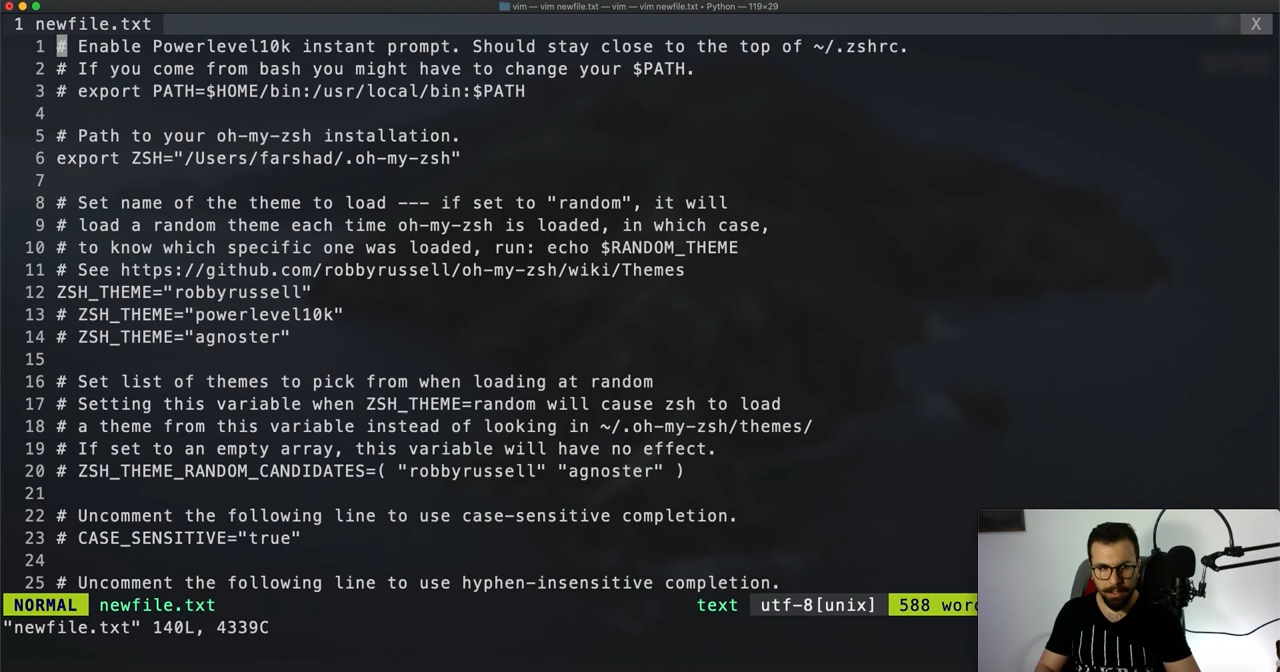 vim — vim newfile.txt — vim — vim newfile.txt • Python — 119×29
1 newfile.txt X
1 # Enable Powerlevel10k instant prompt. Should stay close to the top of ~/.zshrc.
2 # If you come from bash you might have to change your $PATH.
3 # export PATH=$HOME/bin:/usr/local/bin:$PATH
4
5 # Path to your oh-my-zsh installation.
6 export ZSH="/Users/farshad/.oh-my-zsh"
7
8 # Set name of the theme to load --- if set to "random", it will
9 # load a random theme each time oh-my-zsh is loaded, in which case,
10 # to know which specific one was loaded, run: echo $RANDOM_THEME
11 # See https://github.com/robbyrussell/oh-my-zsh/wiki/Themes
12 ZSH_THEME="robbyrussell"
13 # ZSH_THEME="powerlevel10k"
14 # ZSH_THEME="agnoster"
15
16 # Set list of themes to pick from when loading at random
17 # Setting this variable when ZSH_THEME=random will cause zsh to load
18 # a theme from this variable instead of looking in ~/.oh-my-zsh/themes/
19 # If set to an empty array, this variable will have no effect.
20 # ZSH_THEME_RANDOM_CANDIDATES=( "robbyrussell" "agnoster" )
21
22 # Uncomment the following line to use case-sensitive completion.
23 # CASE_SENSITIVE="true"
24
25 # Uncomment the following line to use hyphen-insensitive completion.
NORMAL newfile.txt text utf-8[unix] 588
"newfile.txt" 140L, 4339C